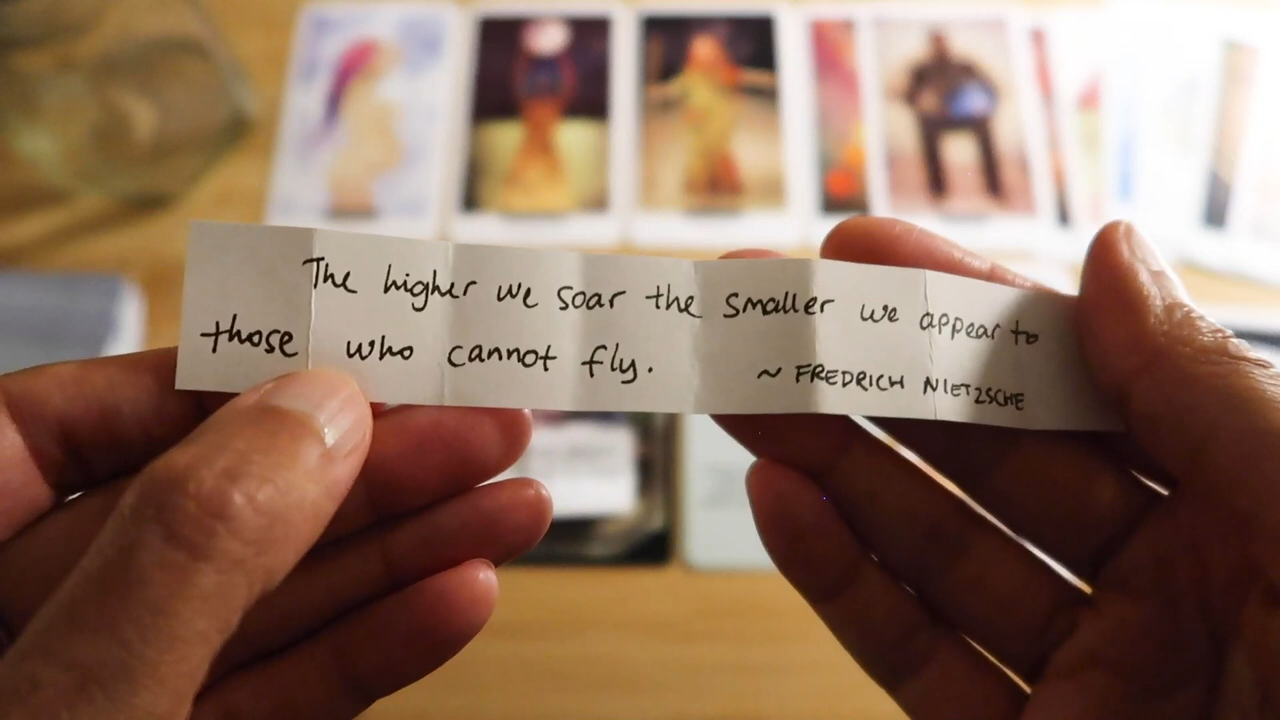 The higher we soar the smaller we appear to
those who cannot fly.
~ FREDRICH NIETZSCHE